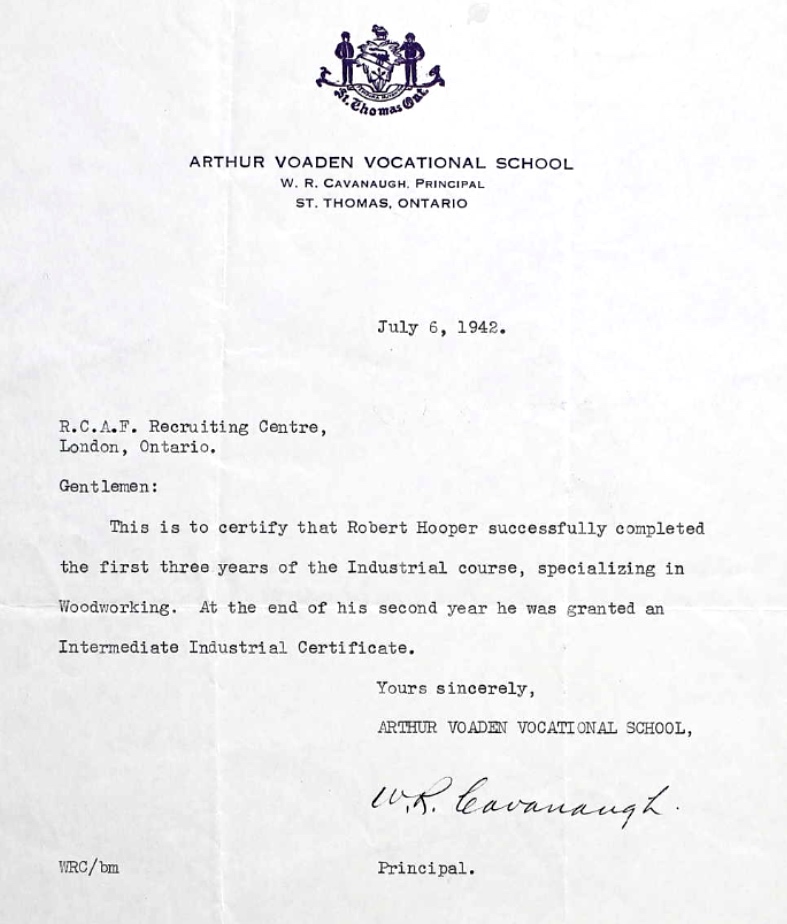 St. Thomas Ont.
ARTHUR VOADEN VOCATIONAL SCHOOL
W. R. CAVANAUGH, PRINCIPAL
ST. THOMAS, ONTARIO
July 6, 1942.
R.C.A.F. Recruiting Centre,
London, Ontario.
Gentlemen:
This is to certify that Robert Hooper successfully completed
the first three years of the Industrial course, specializing in
Woodworking. At the end of his second year he was granted an
Intermediate Industrial Certificate.
Yours sincerely,
ARTHUR VOADEN VOCATIONAL SCHOOL,
W.R. Cavanaugh.
WRC/bm Principal.